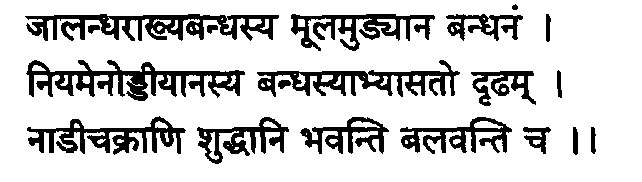 जालन्धराख्यबन्धस्य मूलमुड्यान बन्धनं ।
नियमेनोड्डीयानस्य बन्धस्याभ्यासतो दृढम् ।
नाडीचक्राणि शुद्धानि भवन्ति बलवन्ति च ।।